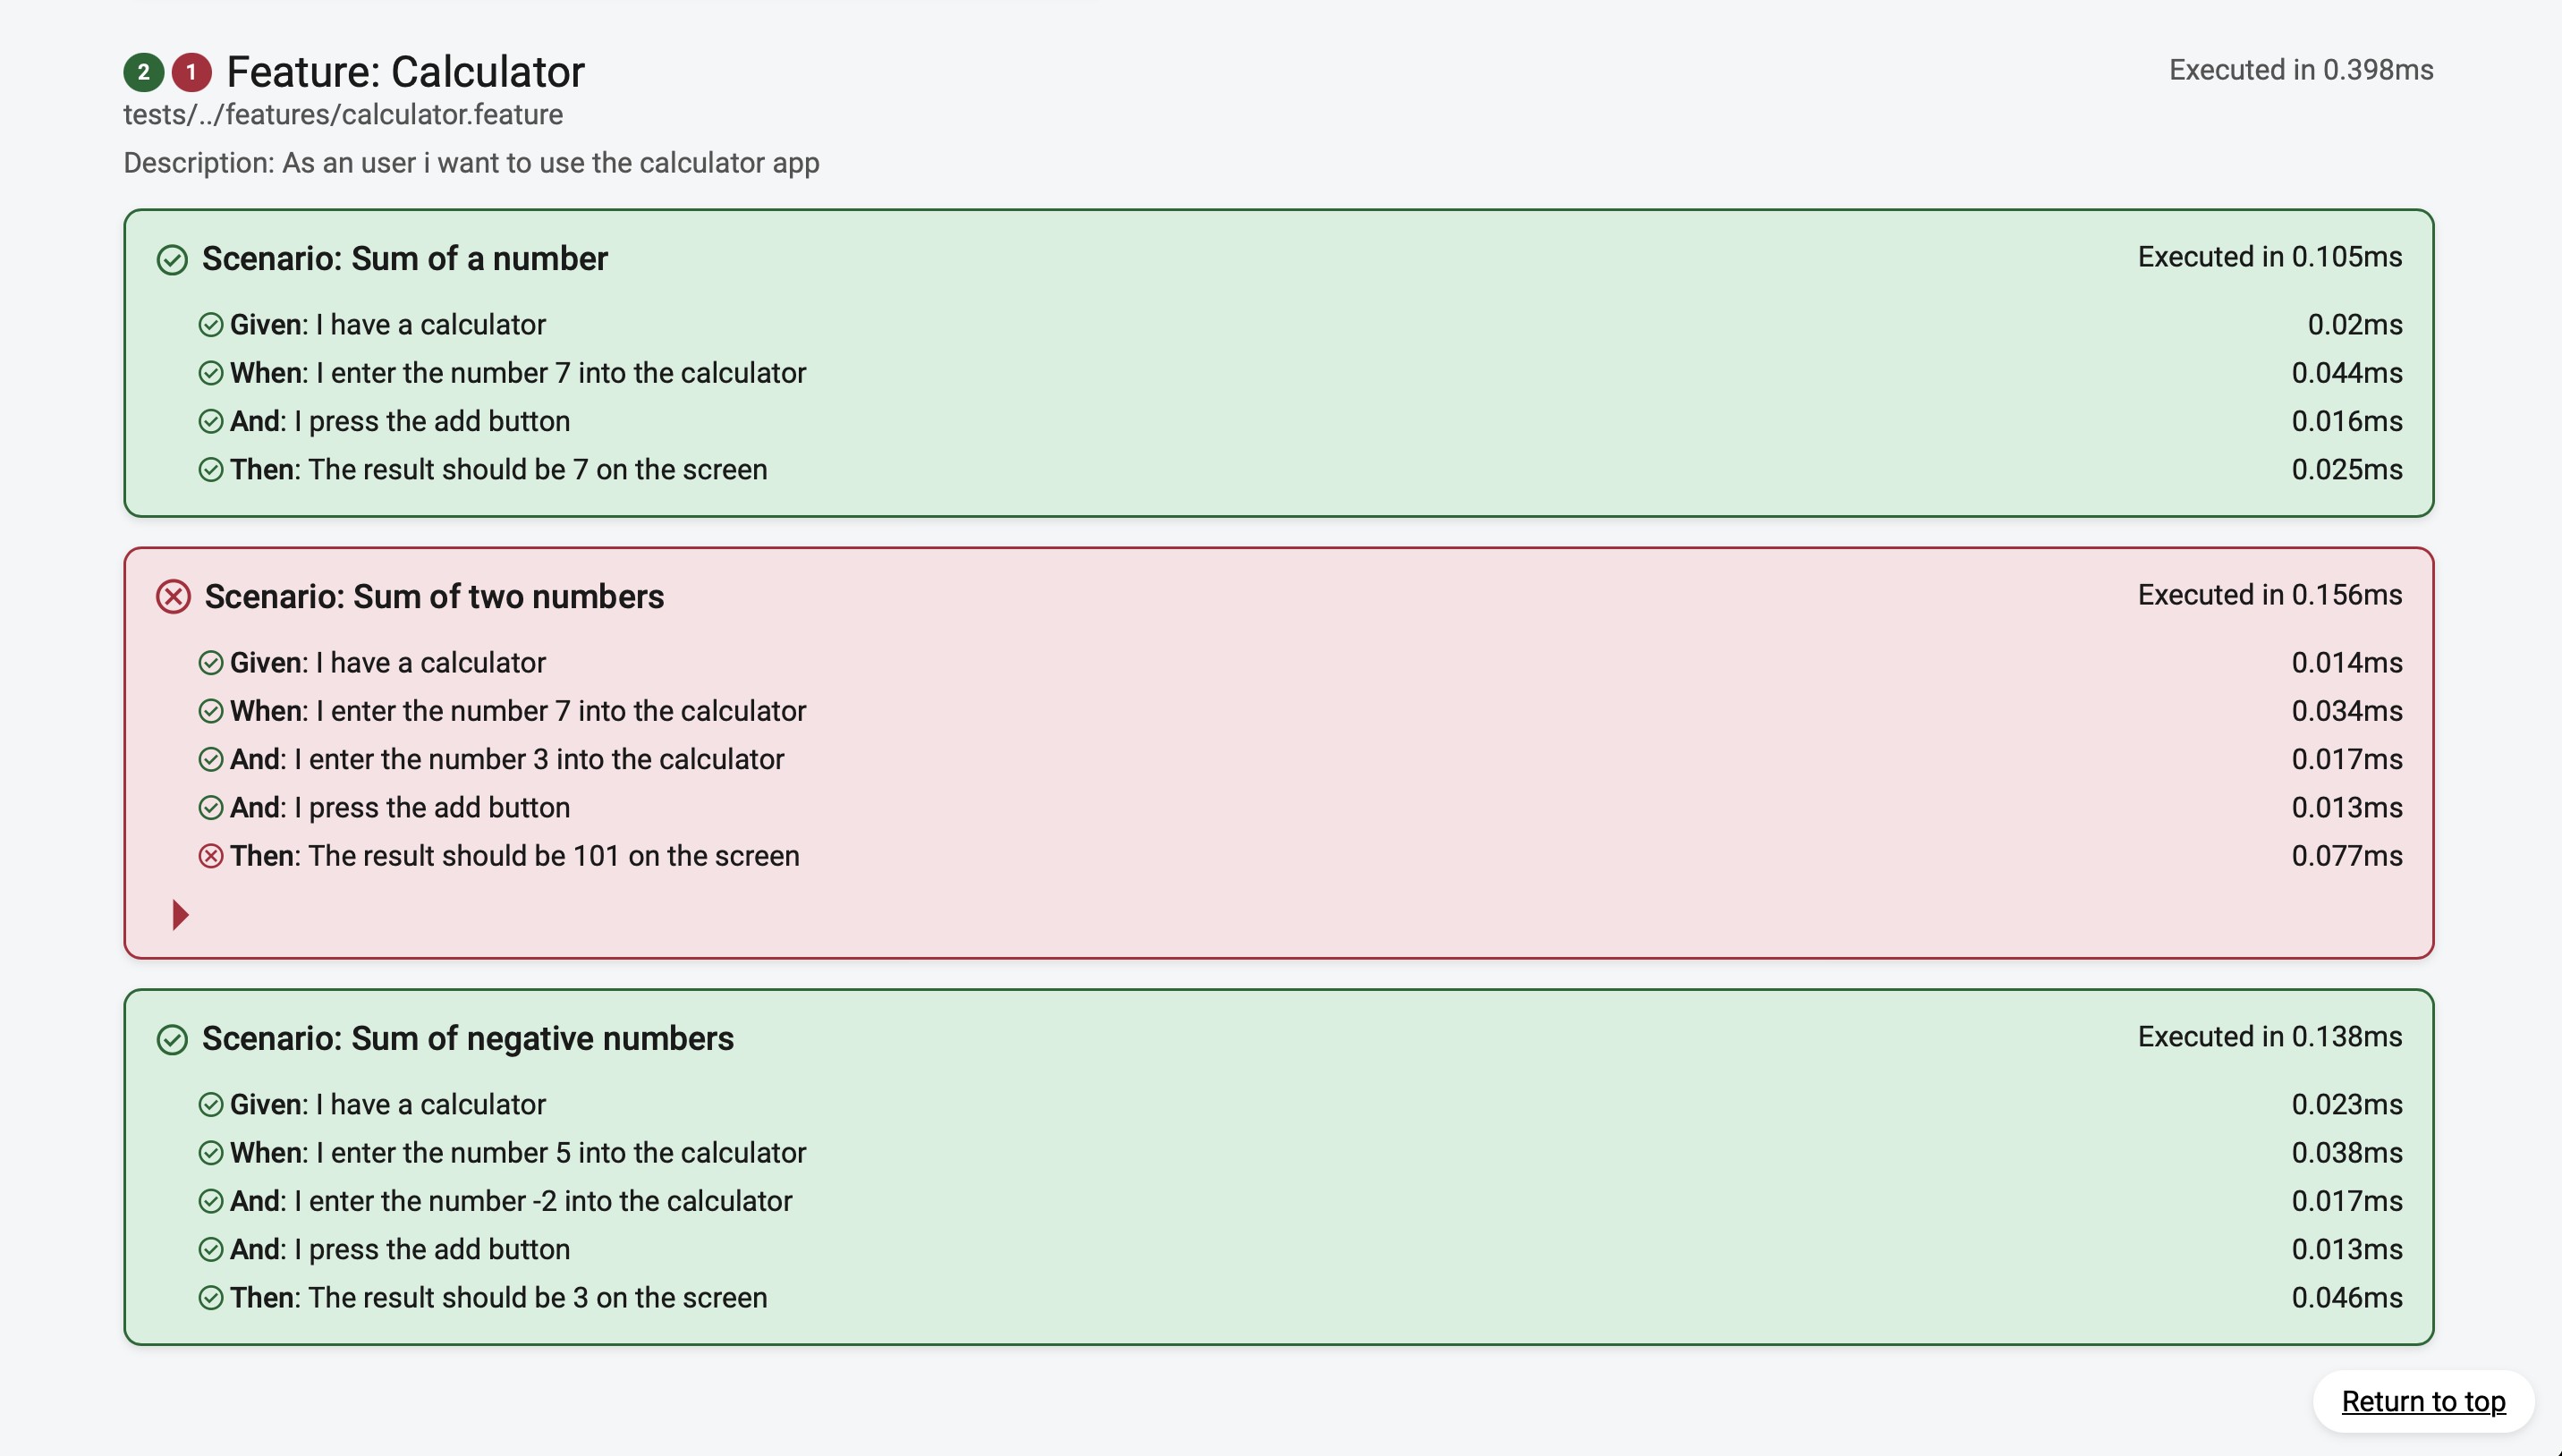 2 1 Feature: Calculator Executed in 0.398ms
tests/../features/calculator.feature
Description: As an user i want to use the calculator app
Scenario: Sum of a number Executed in 0.105ms
Given: I have a calculator 0.02ms
When: I enter the number 7 into the calculator 0.044ms
And: I press the add button 0.016ms
Then: The result should be 7 on the screen 0.025ms
Scenario: Sum of two numbers Executed in 0.156ms
Given: I have a calculator 0.014ms
When: I enter the number 7 into the calculator 0.034ms
And: I enter the number 3 into the calculator 0.017ms
And: I press the add button 0.013ms
Then: The result should be 101 on the screen 0.077ms
Scenario: Sum of negative numbers Executed in 0.138ms
Given: I have a calculator 0.023ms
When: I enter the number 5 into the calculator 0.038ms
And: I enter the number -2 into the calculator 0.017ms
And: I press the add button 0.013ms
Then: The result should be 3 on the screen 0.046ms
Return to top